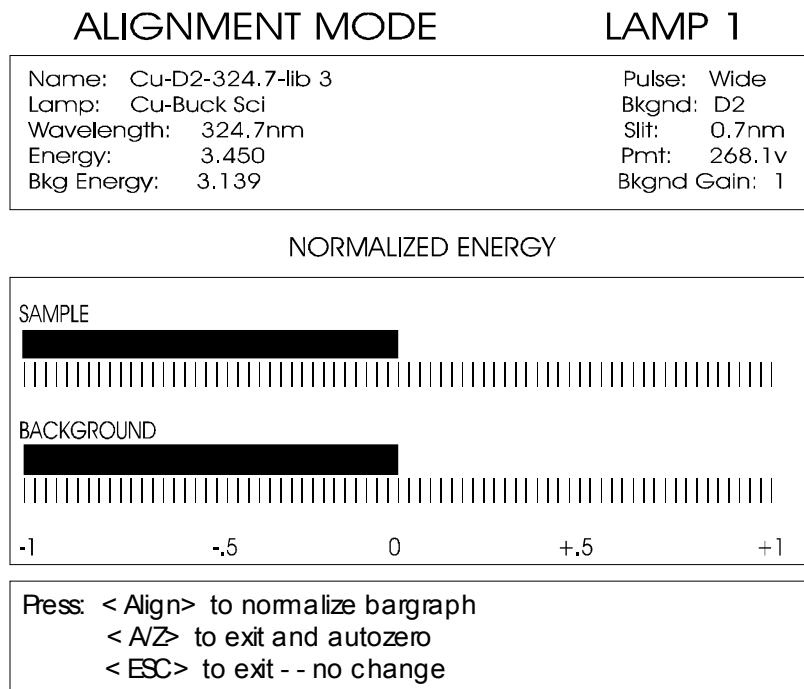 ALIGNMENT MODE LAMP 1
Name: Cu-D2-324.7-lib 3 Pulse: Wide
Lamp: Cu-Buck Sci Bkgnd: D2
Wavelength: 324.7nm Slit: 0.7nm
Energy: 3.450 Pmt: 268.1v
Bkg Energy: 3.139 Bkgnd Gain: 1
NORMALIZED ENERGY
SAMPLE
BACKGROUND
-1 -.5 0 +.5 +1
Press: < Align> to normalize bargraph
< A/Z> to exit and autozero
< ESC> to exit - - no change